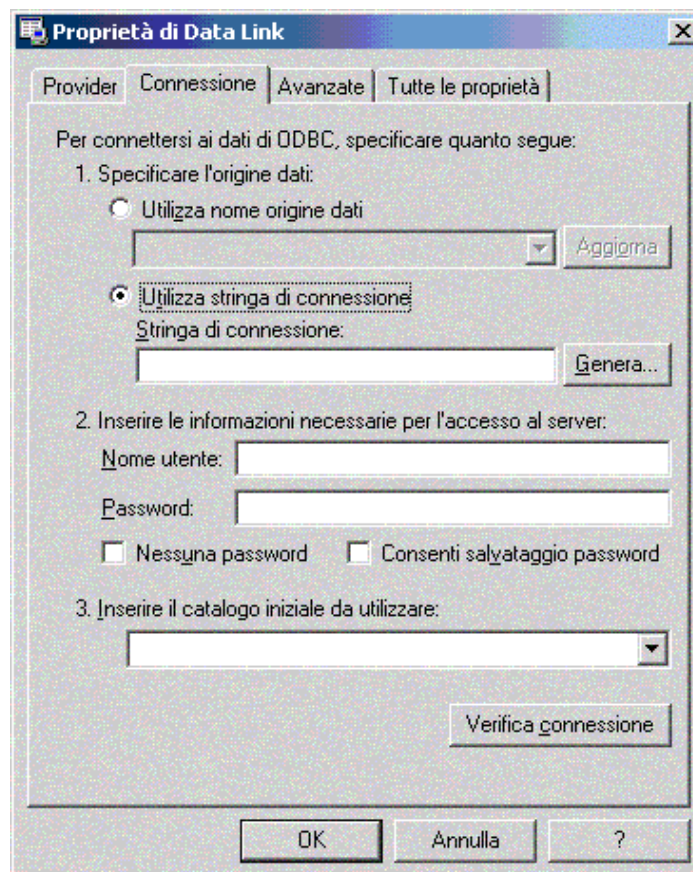 Proprietà di Data Link
Provider Connessione Avanzate Tutte le proprietà
Per connettersi ai dati di ODBC, specificare quanto segue:
1. Specificare l'origine dati:
Utilizza nome origine dati
Aggiorna
Utilizza stringa di connessione
Stringa di connessione:
Genera...
2. Inserire le informazioni necessarie per l'accesso al server:
Nome utente:
Password:
Nessuna password Consenti salvataggio password
3. Inserire il catalogo iniziale da utilizzare:
Verifica connessione
OK Annulla ?